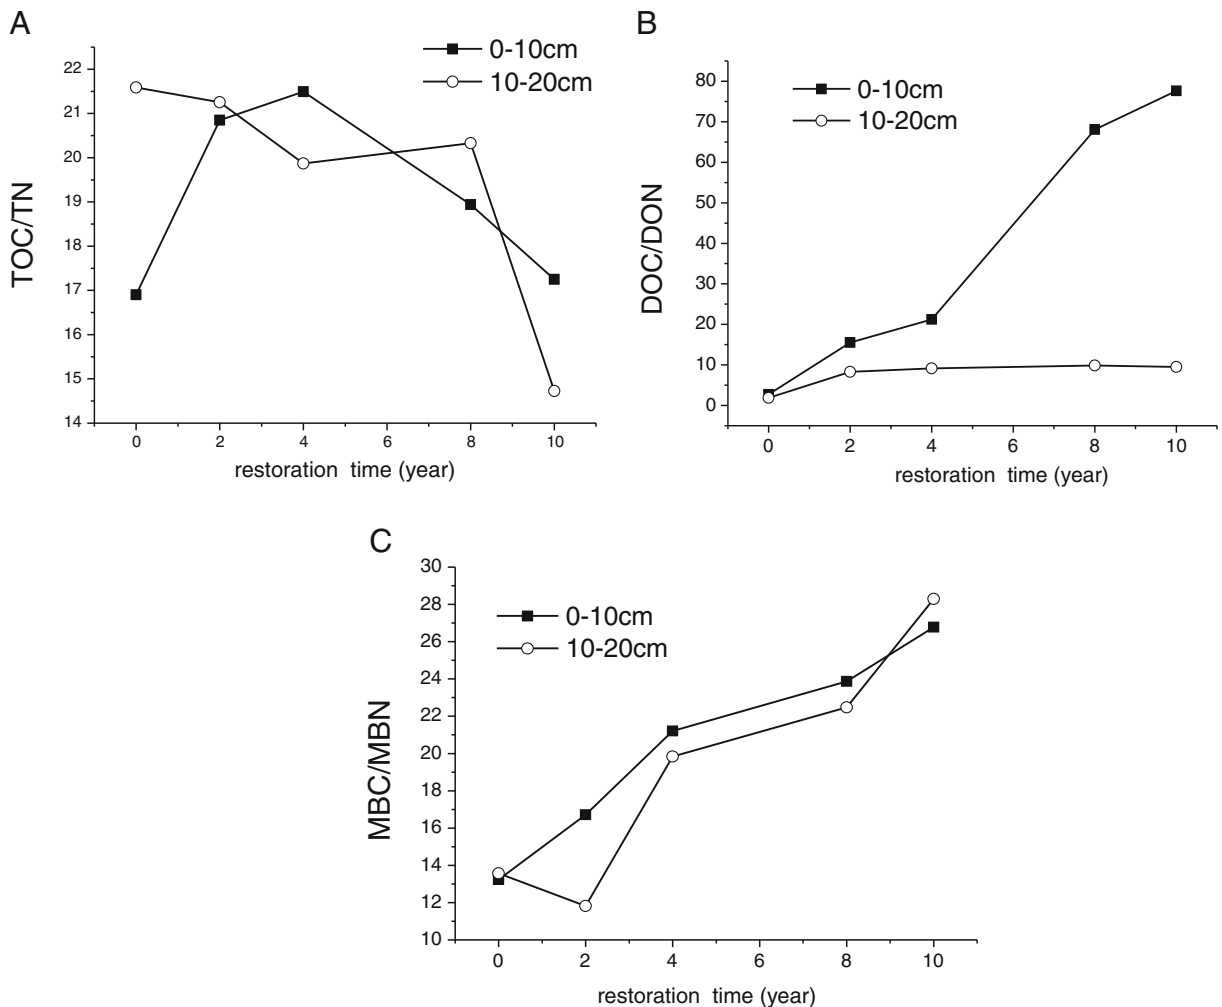 A
0-10cm
10-20cm
22
21
20
19
18
17
16
15
14
TOC/TN
0 2 4 6 8 10
restoration time (year)
B
0-10cm
10-20cm
80
70
60
50
40
30
20
10
0
DOC/DON
0 2 4 6 8 10
restoration time (year)
C
0-10cm
10-20cm
30
28
26
24
22
20
18
16
14
12
10
MBC/MBN
0 2 4 6 8 10
restoration time (year)